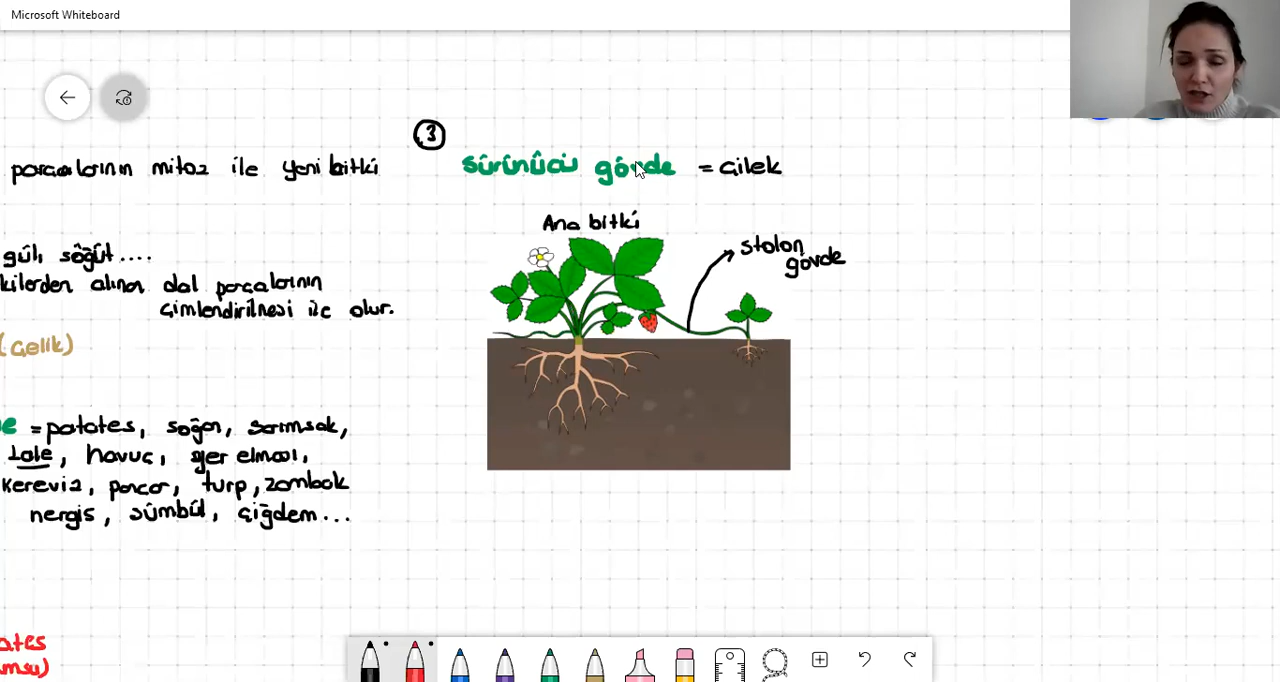 Microsoft Whiteboard
parçalarının mitoz ile yeni bitki
gül, söğüt....
kilerden alınan dal parçalarının
çimlendirilmesi ile olur.
(Çelik)
e = patates, soğan, sarımsak,
Lale, havuç, yer elması,
kereviz, pancar, turp, zambak
nergis, sümbül, çiğdem...
ates
msu)
3
Sürünücü gövde = Çilek
Ana bitki
stolon
gövde